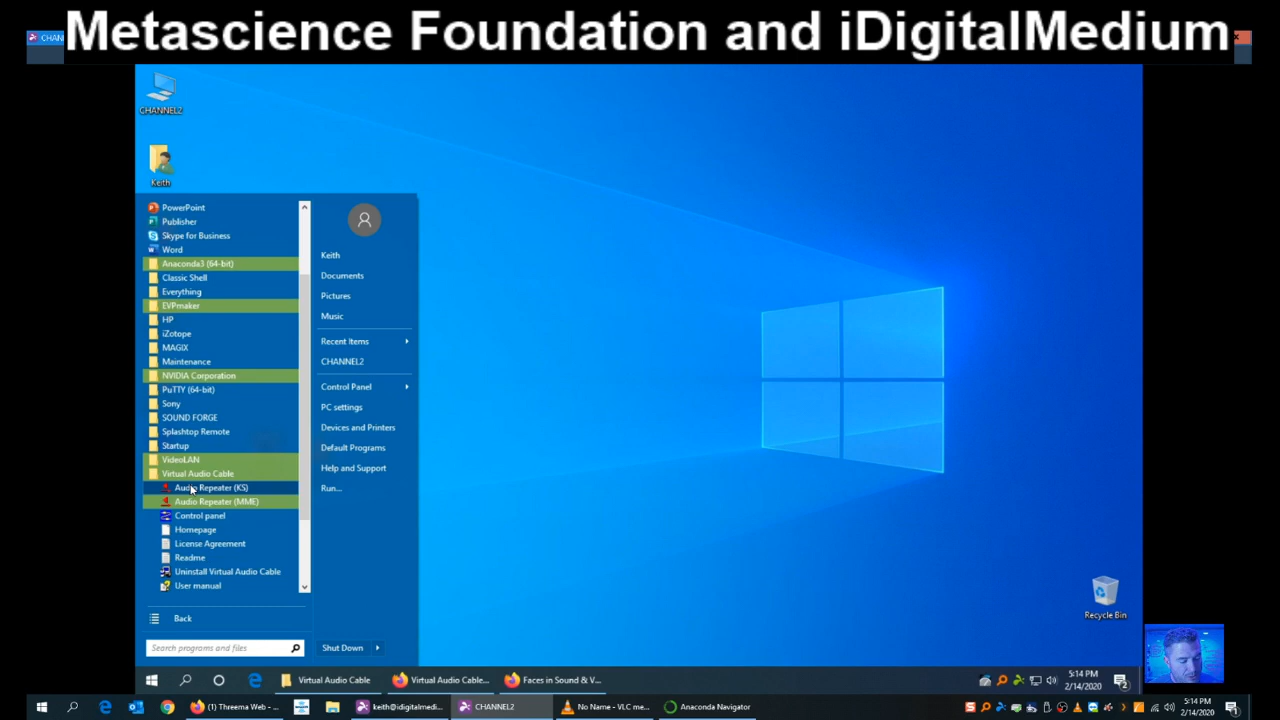 Metascience Foundation and iDigitalMedium
CHANNEL2
Keith
PowerPoint
Publisher
Skype for Business
Word
Anaconda3 (64-bit)
Classic Shell
Everything
EVPmaker
HP
iZotope
MAGIX
Maintenance
NVIDIA Corporation
PuTTY (64-bit)
Sony
SOUND FORGE
Splashtop Remote
Startup
VideoLAN
Virtual Audio Cable
Audio Repeater (KS)
Audio Repeater (MME)
Control panel
Homepage
License Agreement
Readme
Uninstall Virtual Audio Cable
User manual
Back
Search programs and files
Keith
Documents
Pictures
Music
Recent Items
CHANNEL2
Control Panel
PC settings
Devices and Printers
Default Programs
Help and Support
Run...
Shut Down
Recycle Bin
Virtual Audio Cable
Virtual Audio Cable...
Faces in Sound & V...
5:14 PM
2/14/2020
2
(1) Threema Web - ...
keith@idigitalmedi...
CHANNEL2
No Name - VLC me...
Anaconda Navigator
5:14 PM
2/14/2020
1